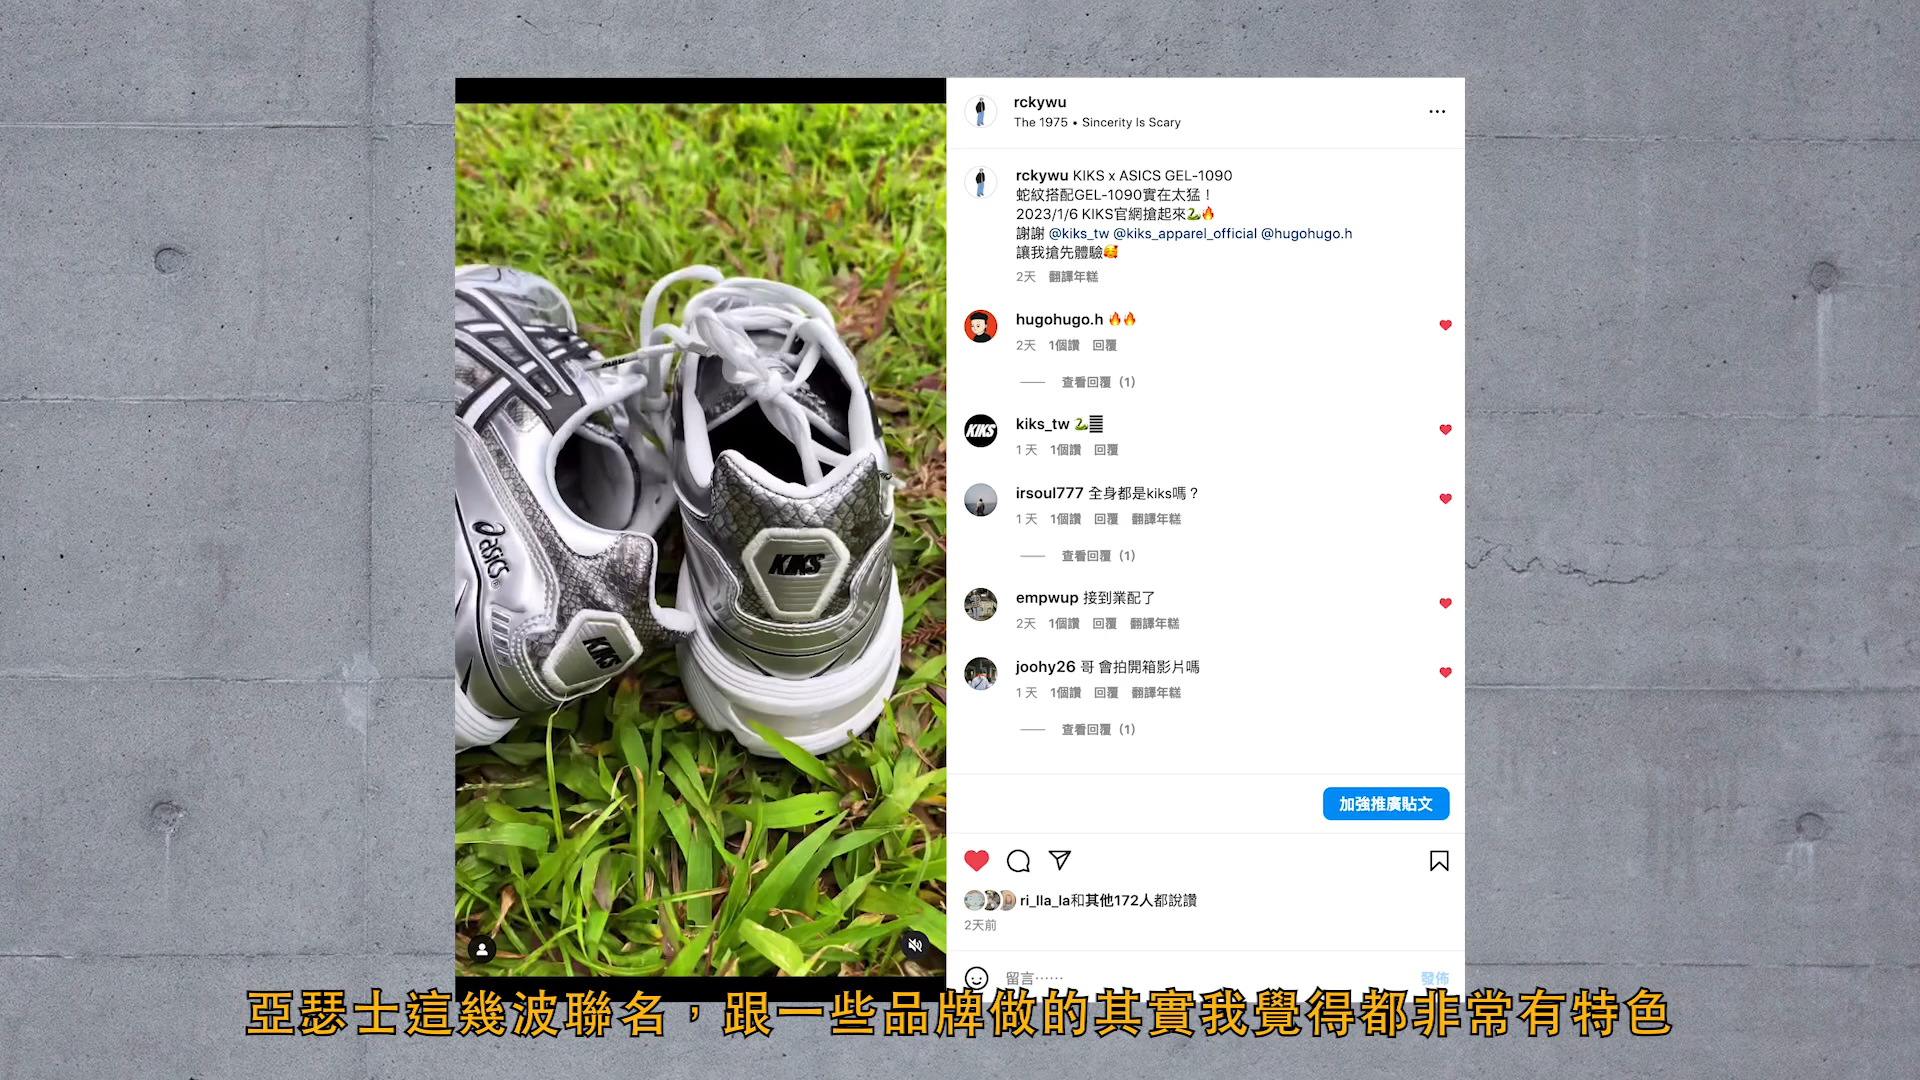 rckywu
The 1975 • Sincerity Is Scary
rckywu KIKS x ASICS GEL-1090
蛇紋搭配GEL-1090實在太猛！
2023/1/6 KIKS官網搶起來🐍🔥
謝謝 @kiks_tw @kiks_apparel_official @hugohugo.h
讓我搶先體驗🥰
2天 翻譯年糕
hugohugo.h 🔥🔥
2天 1個讚 回覆
查看回覆（1）
KIKS
kiks_tw 🐍
1天 1個讚 回覆
irsoul777 全身都是kiks嗎？
1天 1個讚 回覆 翻譯年糕
查看回覆（1）
empwup 接到業配了
2天 1個讚 回覆 翻譯年糕
joohy26 哥 會拍開箱影片嗎
1天 1個讚 回覆 翻譯年糕
查看回覆（1）
加強推廣貼文
ri_lla_la和其他172人都說讚
2天前
留言……
發佈
asics
KIKS
KIKS
亞瑟士這幾波聯名，跟一些品牌做的其實我覺得都非常有特色